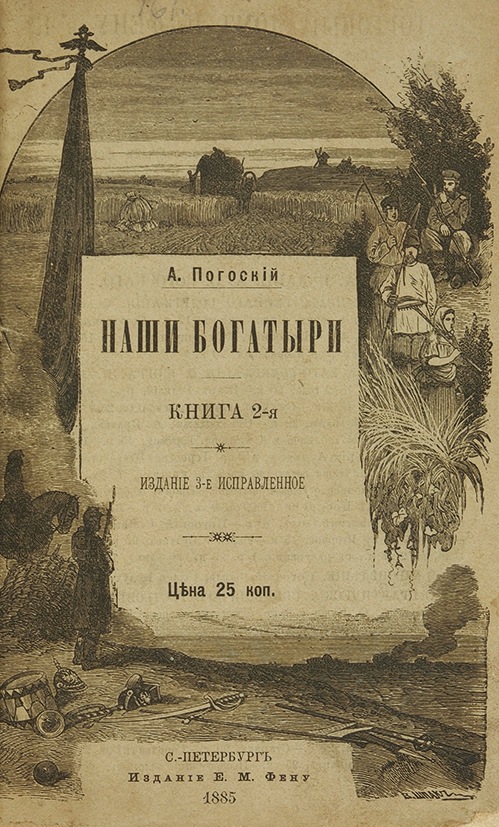 А. Погоскій
НАШИ БОГАТЫРИ
КНИГА 2-я
ИЗДАНІЕ 3-е ИСПРАВЛЕННОЕ
Цѣна 25 коп.
С.-ПЕТЕРБУРГЪ
Изданіе Е. М. Фену
1885